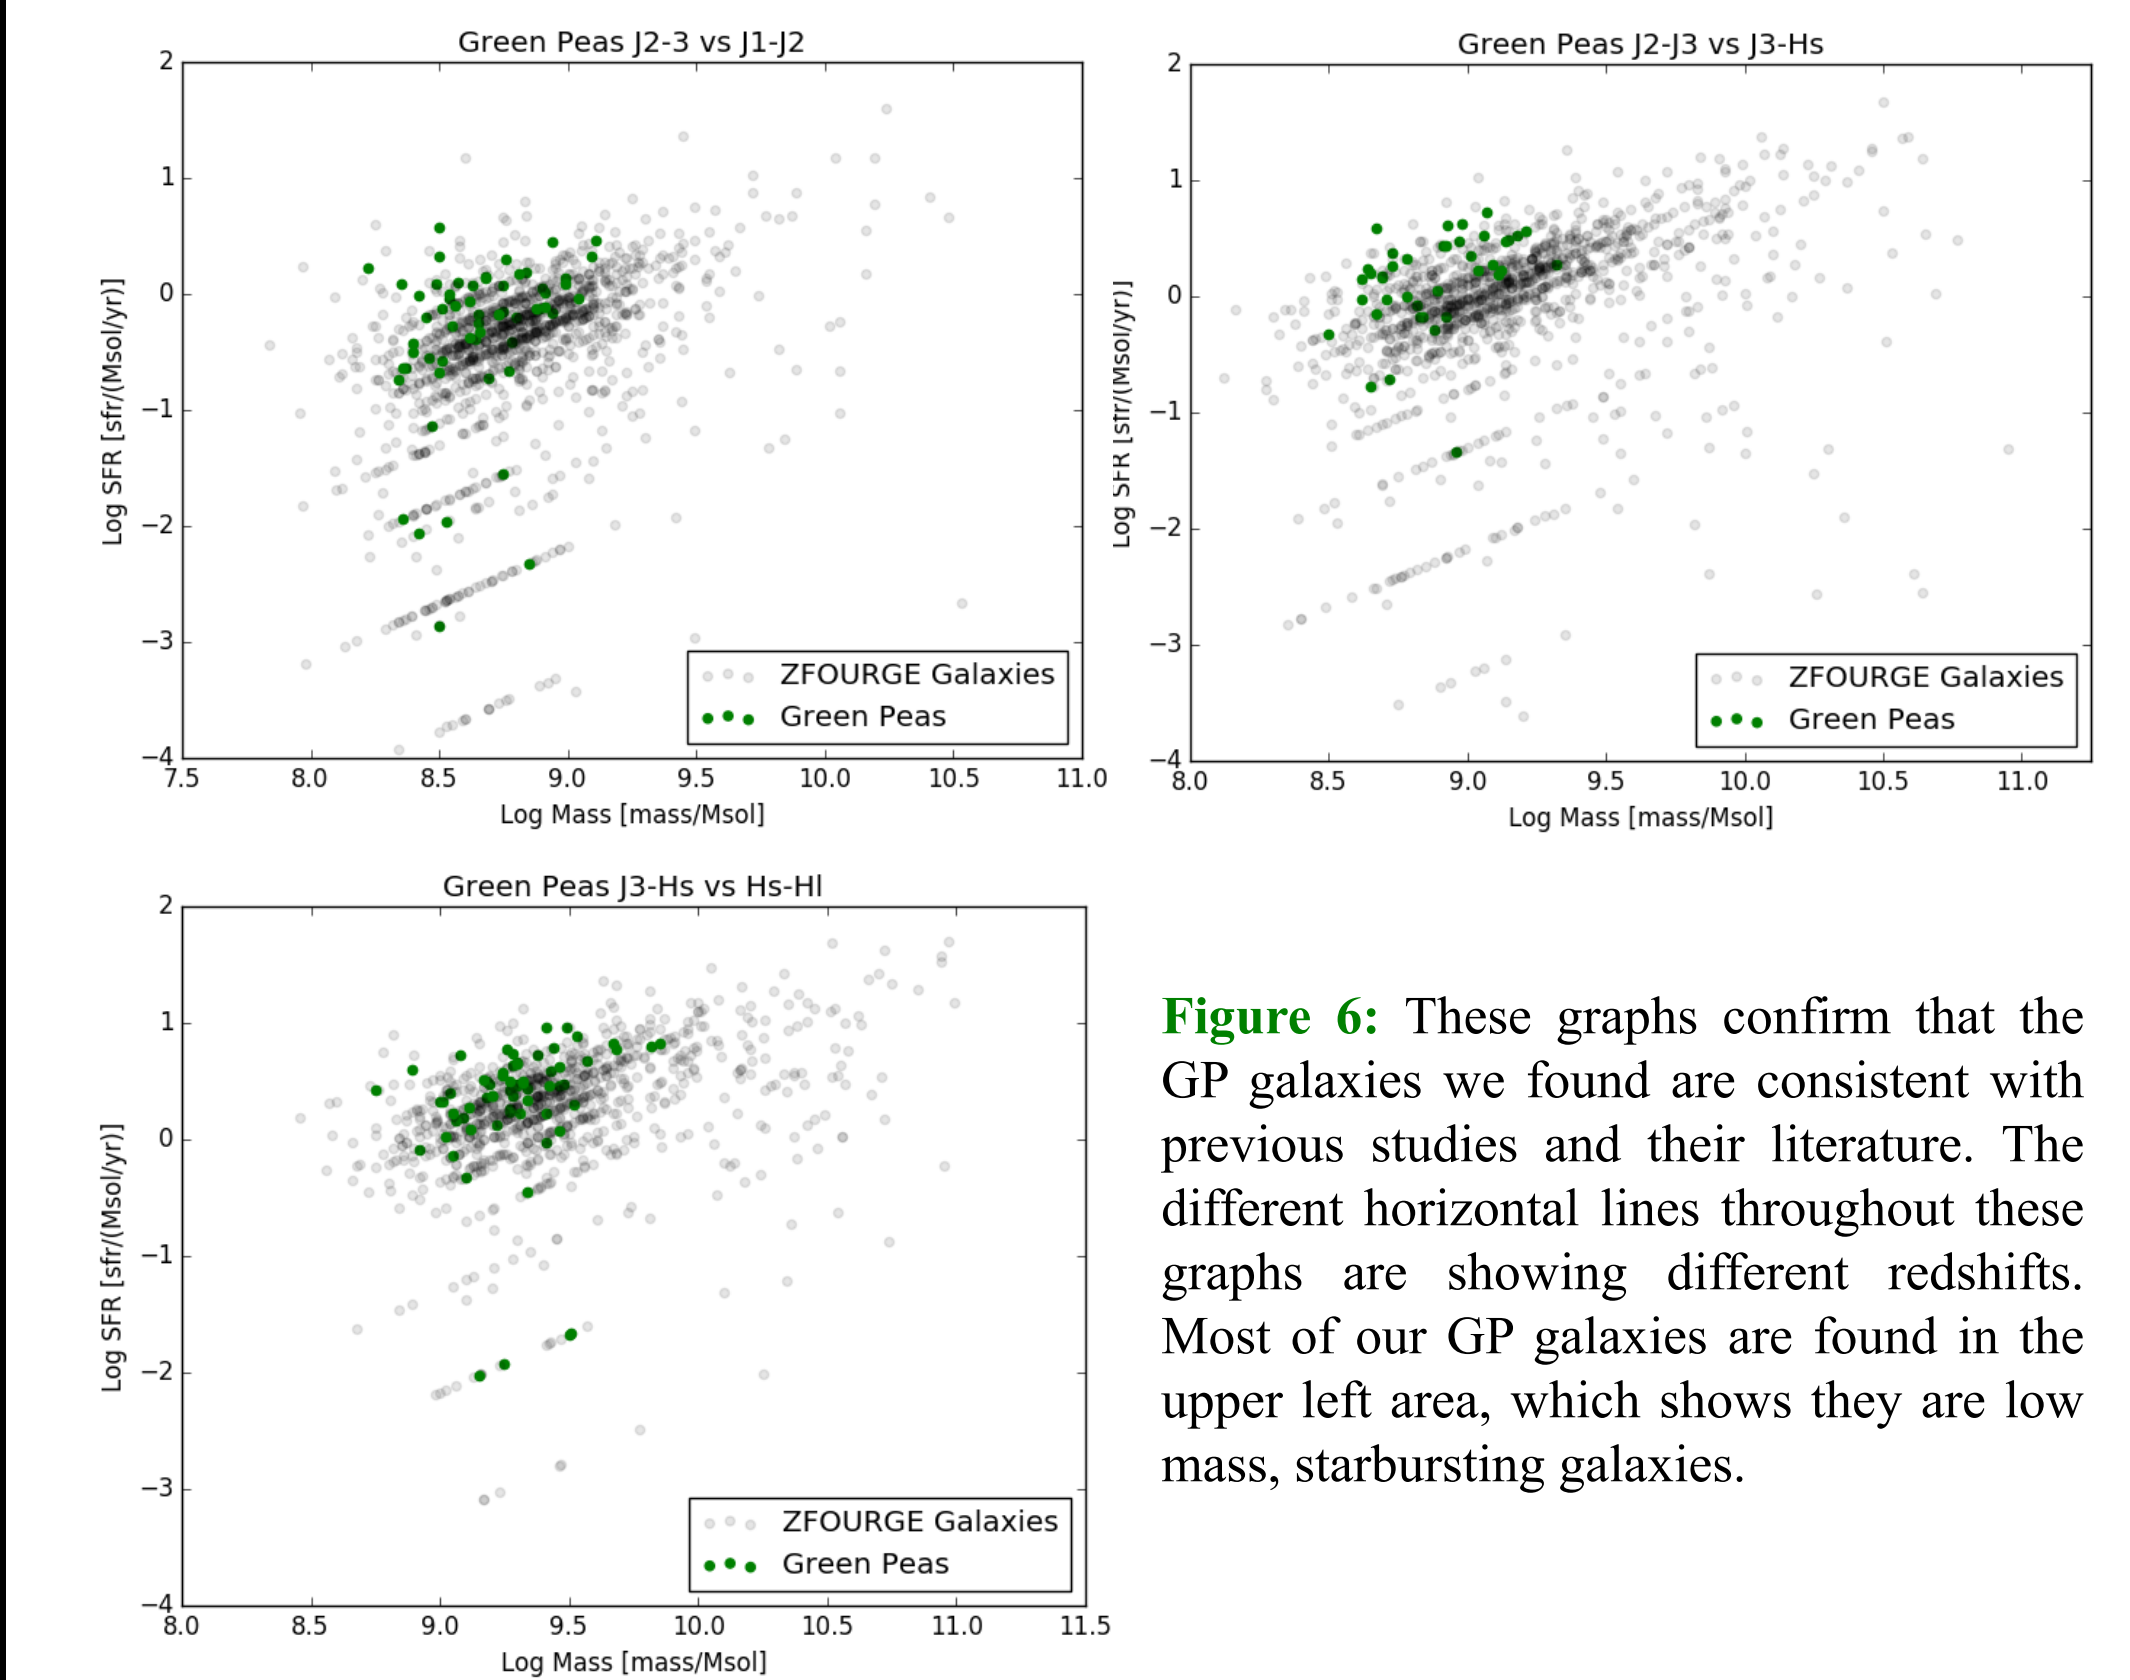 Green Peas J2-3 vs J1-J2
2
1
0
−1
−2
−3
−4
Log SFR [sfr/(Msol/yr)]
7.5 8.0 8.5 9.0 9.5 10.0 10.5 11.0
Log Mass [mass/Msol]
ZFOURGE Galaxies
Green Peas
Green Peas J2-J3 vs J3-Hs
2
1
0
−1
−2
−3
−4
Log SFR [sfr/(Msol/yr)]
8.0 8.5 9.0 9.5 10.0 10.5 11.0
Log Mass [mass/Msol]
ZFOURGE Galaxies
Green Peas
Green Peas J3-Hs vs Hs-Hl
2
1
0
−1
−2
−3
−4
Log SFR [sfr/(Msol/yr)]
8.0 8.5 9.0 9.5 10.0 10.5 11.0 11.5
Log Mass [mass/Msol]
ZFOURGE Galaxies
Green Peas
Figure 6: These graphs confirm that the
GP galaxies we found are consistent with
previous studies and their literature. The
different horizontal lines throughout these
graphs are showing different redshifts.
Most of our GP galaxies are found in the
upper left area, which shows they are low
mass, starbursting galaxies.